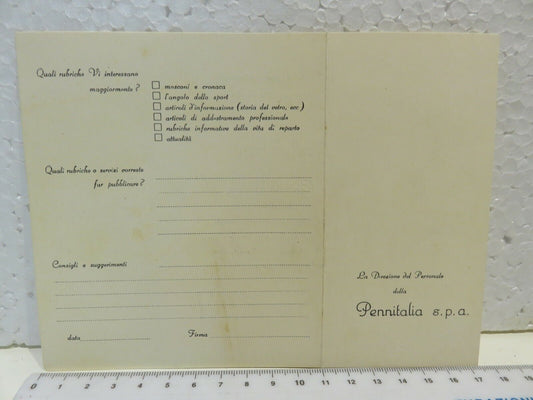 Quali rubriche Vi interessano
maggiormente?
mosconi e cronaca
l'angolo dello sport
articoli d'informazione (storia del vetro, ecc)
articoli di addestramento professionale
rubriche informative della vita di reparto
attualità
Quali rubriche o servizi vorreste
far pubblicare?
Consigli e suggerimenti
data
Firma
La Direzione del Personale
della
Pennitalia s.p.a.
0 1 2 3 4 5 6 7 8 9 10 11 12 13 14 15 16 17 18 19